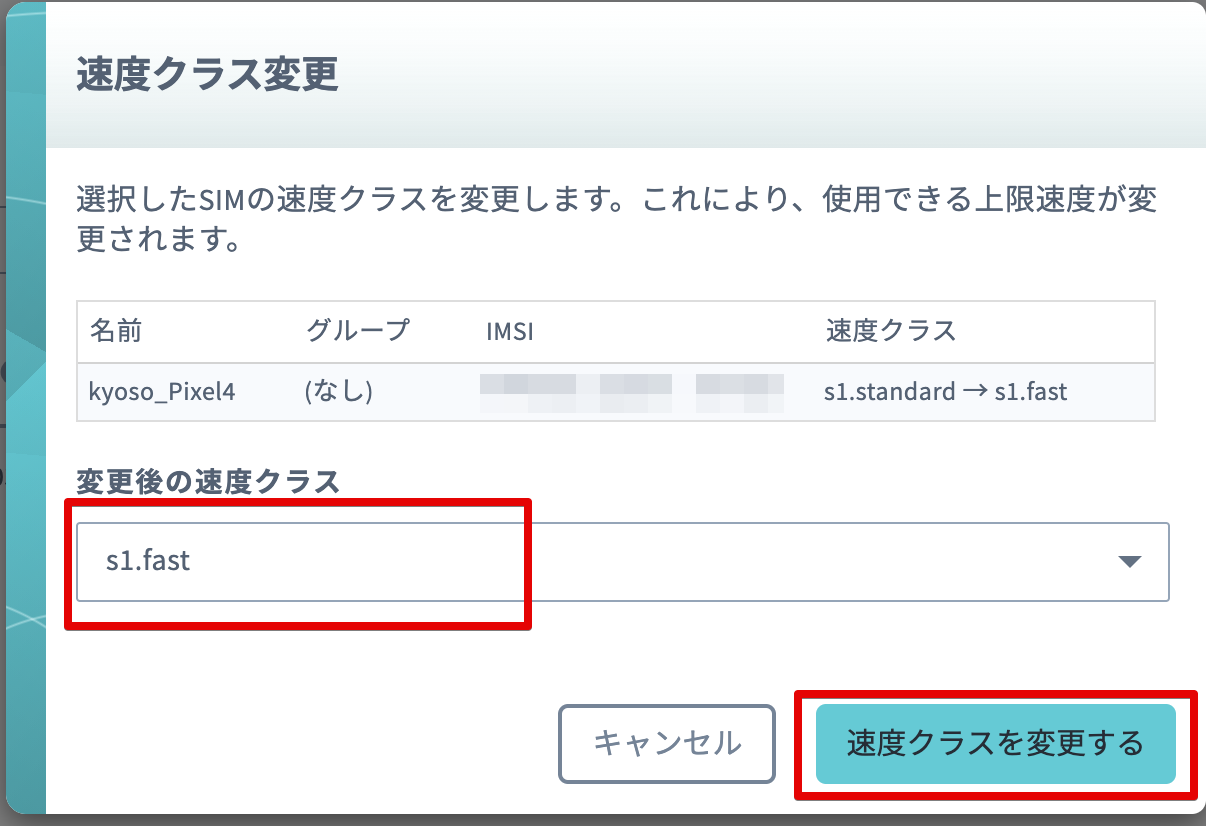 速度クラス変更
選択したSIMの速度クラスを変更します。これにより、使用できる上限速度が変
更されます。
名前 グループ IMSI 速度クラス
kyoso_Pixel4 (なし) s1.standard → s1.fast
変更後の速度クラス
s1.fast
キャンセル 速度クラスを変更する